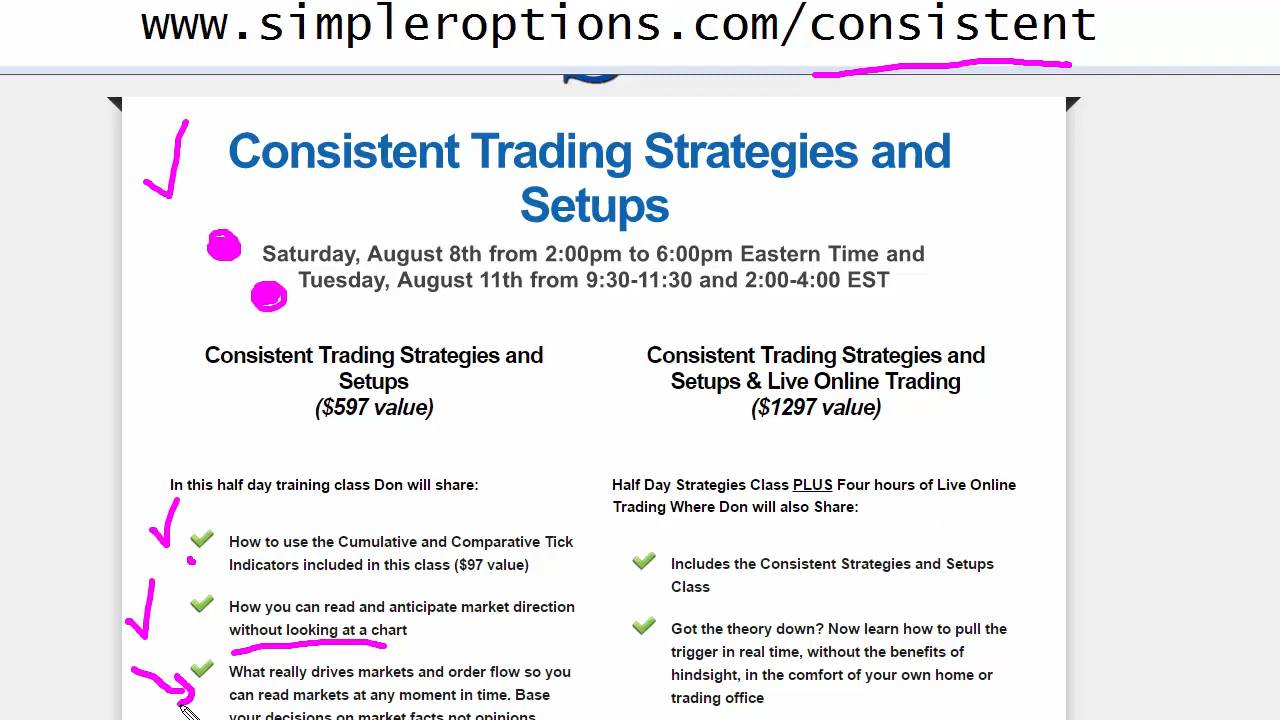 www.simpleroptions.com/consistent
Consistent Trading Strategies and
Setups
Saturday, August 8th from 2:00pm to 6:00pm Eastern Time and
Tuesday, August 11th from 9:30-11:30 and 2:00-4:00 EST
Consistent Trading Strategies and
Setups
($597 value)
In this half day training class Don will share:
How to use the Cumulative and Comparative Tick
Indicators included in this class ($97 value)
How you can read and anticipate market direction
without looking at a chart
What really drives markets and order flow so you
can read markets at any moment in time. Base
your decisions on market facts not opinions
Consistent Trading Strategies and
Setups & Live Online Trading
($1297 value)
Half Day Strategies Class PLUS Four hours of Live Online
Trading Where Don will also Share:
Includes the Consistent Strategies and Setups
Class
Got the theory down? Now learn how to pull the
trigger in real time, without the benefits of
hindsight, in the comfort of your own home or
trading office